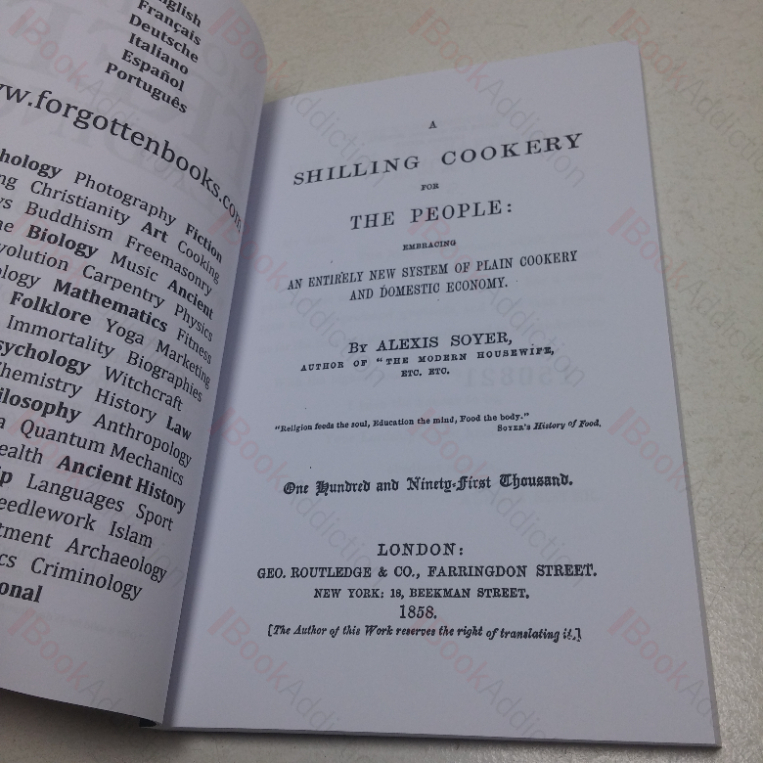 English
Français
Deutsche
Italiano
Español
Português
www.forgottenbooks.com
Photography Fiction
Christianity Art Cooking
Buddhism Freemasonry
Biology Music Ancient
Carpentry Physics
Mathematics Fitness
Folklore Yoga Marketing
Immortality Biographies
Witchcraft
Chemistry History Law
Anthropology
Quantum Mechanics
Ancient History
Languages Sport
Needlework Islam
Archaeology
Criminology
A
SHILLING COOKERY
FOR
THE PEOPLE:
EMBRACING
AN ENTIRELY NEW SYSTEM OF PLAIN COOKERY
AND DOMESTIC ECONOMY.
BY ALEXIS SOYER,
AUTHOR OF "THE MODERN HOUSEWIFE,
ETC. ETC.
"Religion feeds the soul, Education the mind, Food the body."
SOYER'S History of Food.
One Hundred and Ninety-First Thousand.
LONDON:
GEO. ROUTLEDGE & CO., FARRINGDON STREET.
NEW YORK: 18, BEEKMAN STREET.
1858.
[The Author of this Work reserves the right of translating it.]
BookAddiction